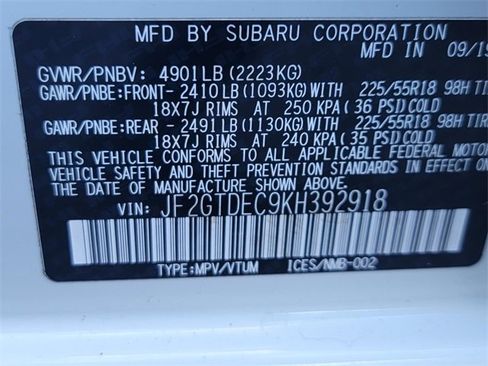 MFD BY SUBARU CORPORATION 09/19
GVWR/PNBV: 4901LB(2223KG)
GAWR/PNBE:FRONT- 2410LB(1093KG)WITH 225/55R18 98H TIR
18X7J RIMS AT 250 KPA(36 PSI)COLD
GAWR/PNBE:REAR - 2491LB(1130KG)WITH 225/55R18 98H TIR
18X7J RIMS AT 240 KPA(35 PSI)COLD
THIS VEHICLE CONFORMS TO ALL APPLICABLE FEDERAL MOTOR
VEHICLE SAFETY AND THEFT PREVENTION STANDARDS IN EFFECT ON
THE DATE OF MANUFACTURE SHOWN ABOVE.
VIN: JF2GTDEC9KH392918
TYPE:MPV/VTUM ICES/NMB-002